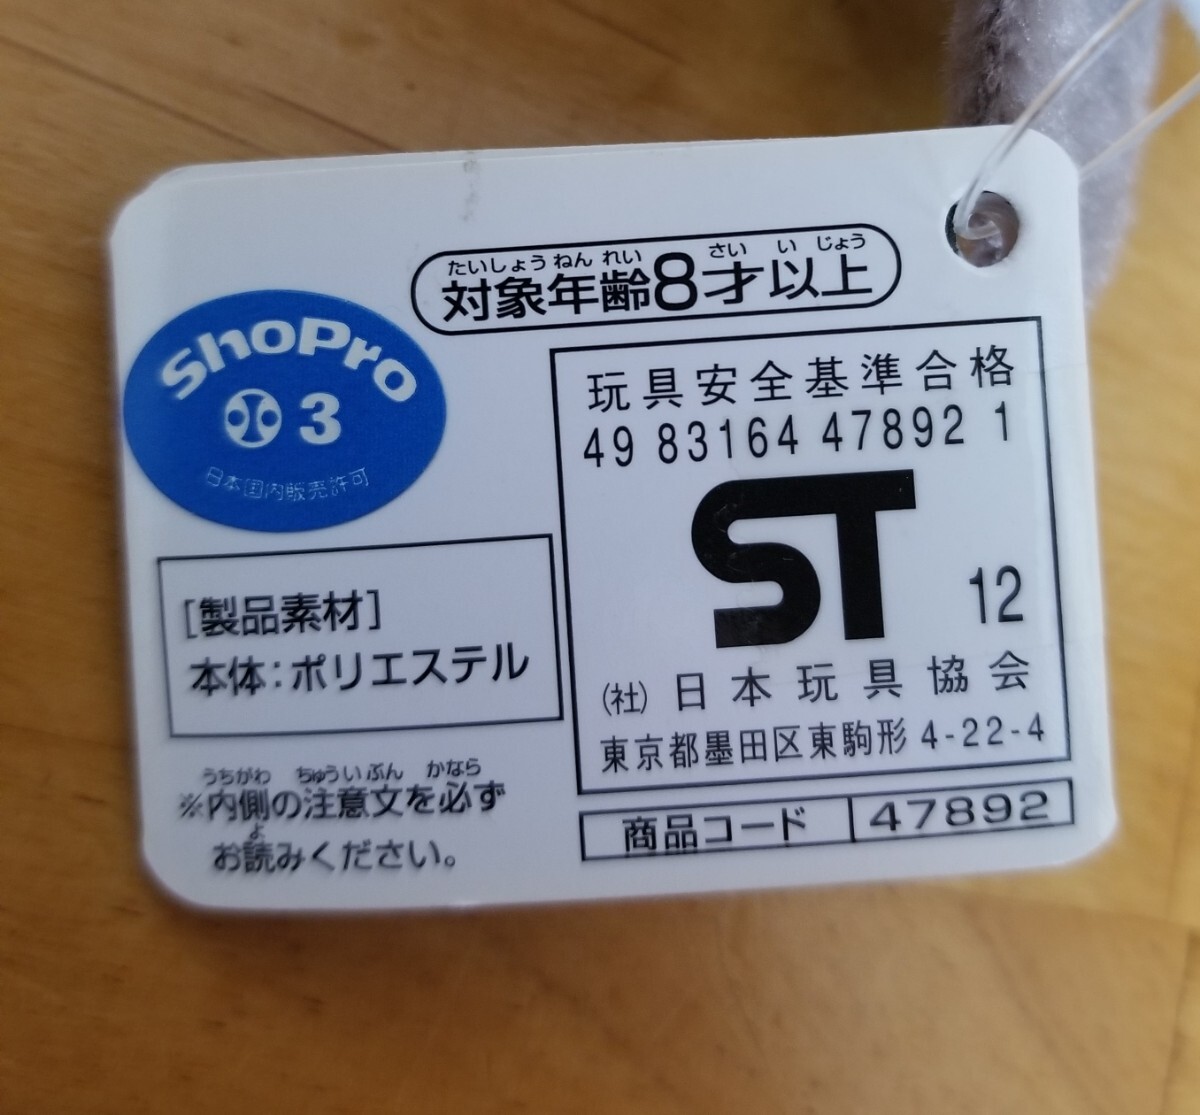 たいしょうねんれい さい いじょう
対象年齢8才以上
ShoPro
3
日本国内販売許可
玩具安全基準合格
49 83164 47892 1
ST
12
(社)日本玩具協会
東京都墨田区東駒形 4-22-4
[製品素材]
本体:ポリエステル
うちがわ ちゅういぶん かなら
※内側の注意文を必ず
よ
お読みください。
商品コード 47892